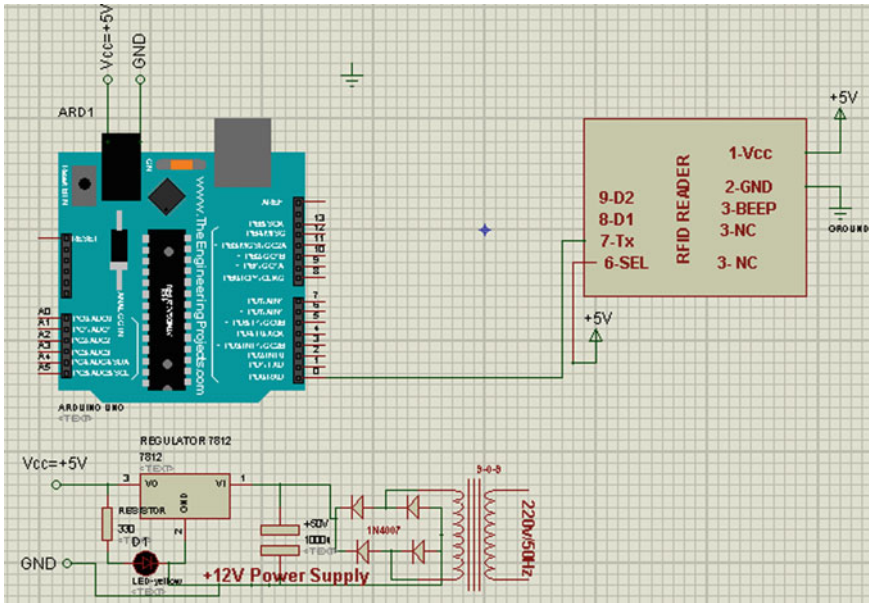 Vcc=+5V
GND
ARD1
www.TheEngineeringProjects.com
RESET
AREF
13
12
11
10
9
8
7
6
5
4
3
2
1
0
A0
A1
A2
A3
A4
A5
ANALOG IN
ARDUINO UNO
<TEXT>
+5V
1-Vcc
2-GND
3-BEEP
3-NC
3- NC
RFID READER
9-D2
8-D1
7-Tx
6-SEL
GROUND
+5V
REGULATOR 7812
7812
<TEXT>
Vcc=+5V
3
VO
VI
1
GND
2
RESISTOR
330
<TEXT>
D1
LED-yellow
<TEXT>
GND
+50V
1000u
<TEXT>
1N4007
9-0-9
220v/50Hz
+12V Power Supply